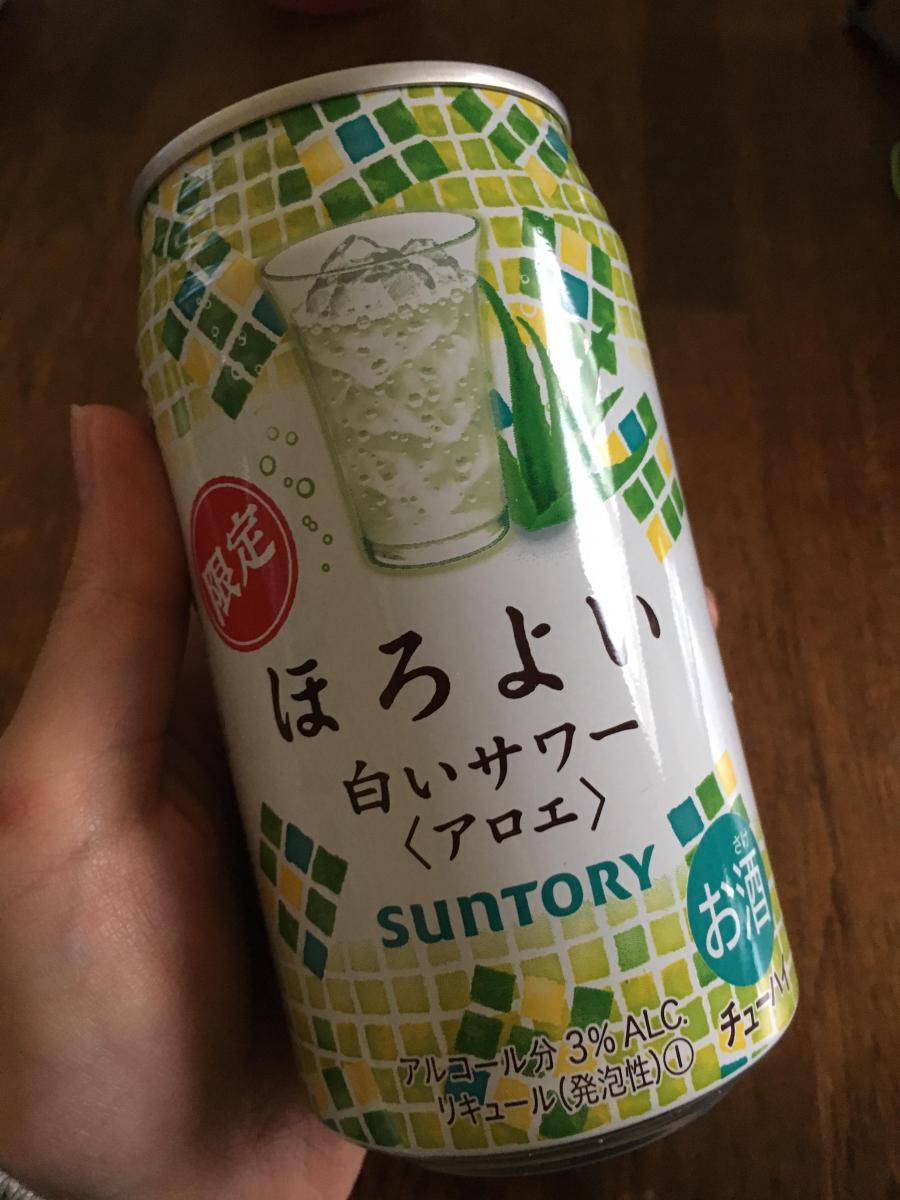 限定
ほろよい
白いサワー
〈アロエ〉
SUNTORY
さけ
お酒
チューハイ
アルコール分 3% ALC.
リキュール(発泡性)①